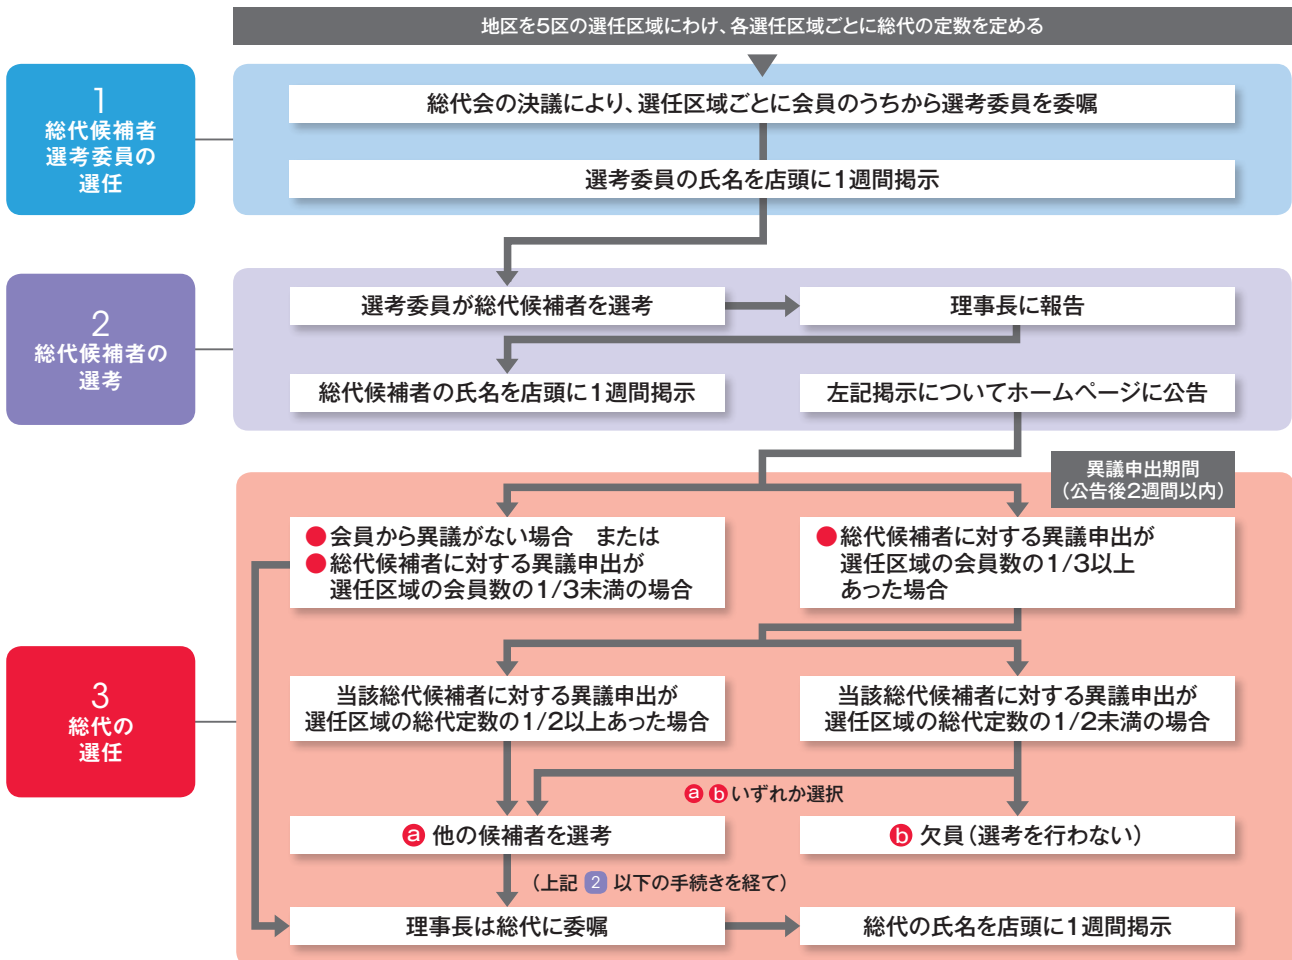 地区を5区の選任区域にわけ、各選任区域ごとに総代の定数を定める
1
総代候補者
選考委員の
選任
総代会の決議により、選任区域ごとに会員のうちから選考委員を委嘱
選考委員の氏名を店頭に1週間掲示
2
総代候補者の
選考
選考委員が総代候補者を選考
理事長に報告
総代候補者の氏名を店頭に1週間掲示
左記掲示についてホームページに公告
異議申出期間
（公告後2週間以内）
3
総代の
選任
●会員から異議がない場合　または
●総代候補者に対する異議申出が
選任区域の会員数の1/3未満の場合
●総代候補者に対する異議申出が
選任区域の会員数の1/3以上
あった場合
当該総代候補者に対する異議申出が
選任区域の総代定数の1/2以上あった場合
当該総代候補者に対する異議申出が
選任区域の総代定数の1/2未満の場合
a b いずれか選択
a 他の候補者を選考
b 欠員（選考を行わない）
（上記 2 以下の手続きを経て）
理事長は総代に委嘱
総代の氏名を店頭に1週間掲示